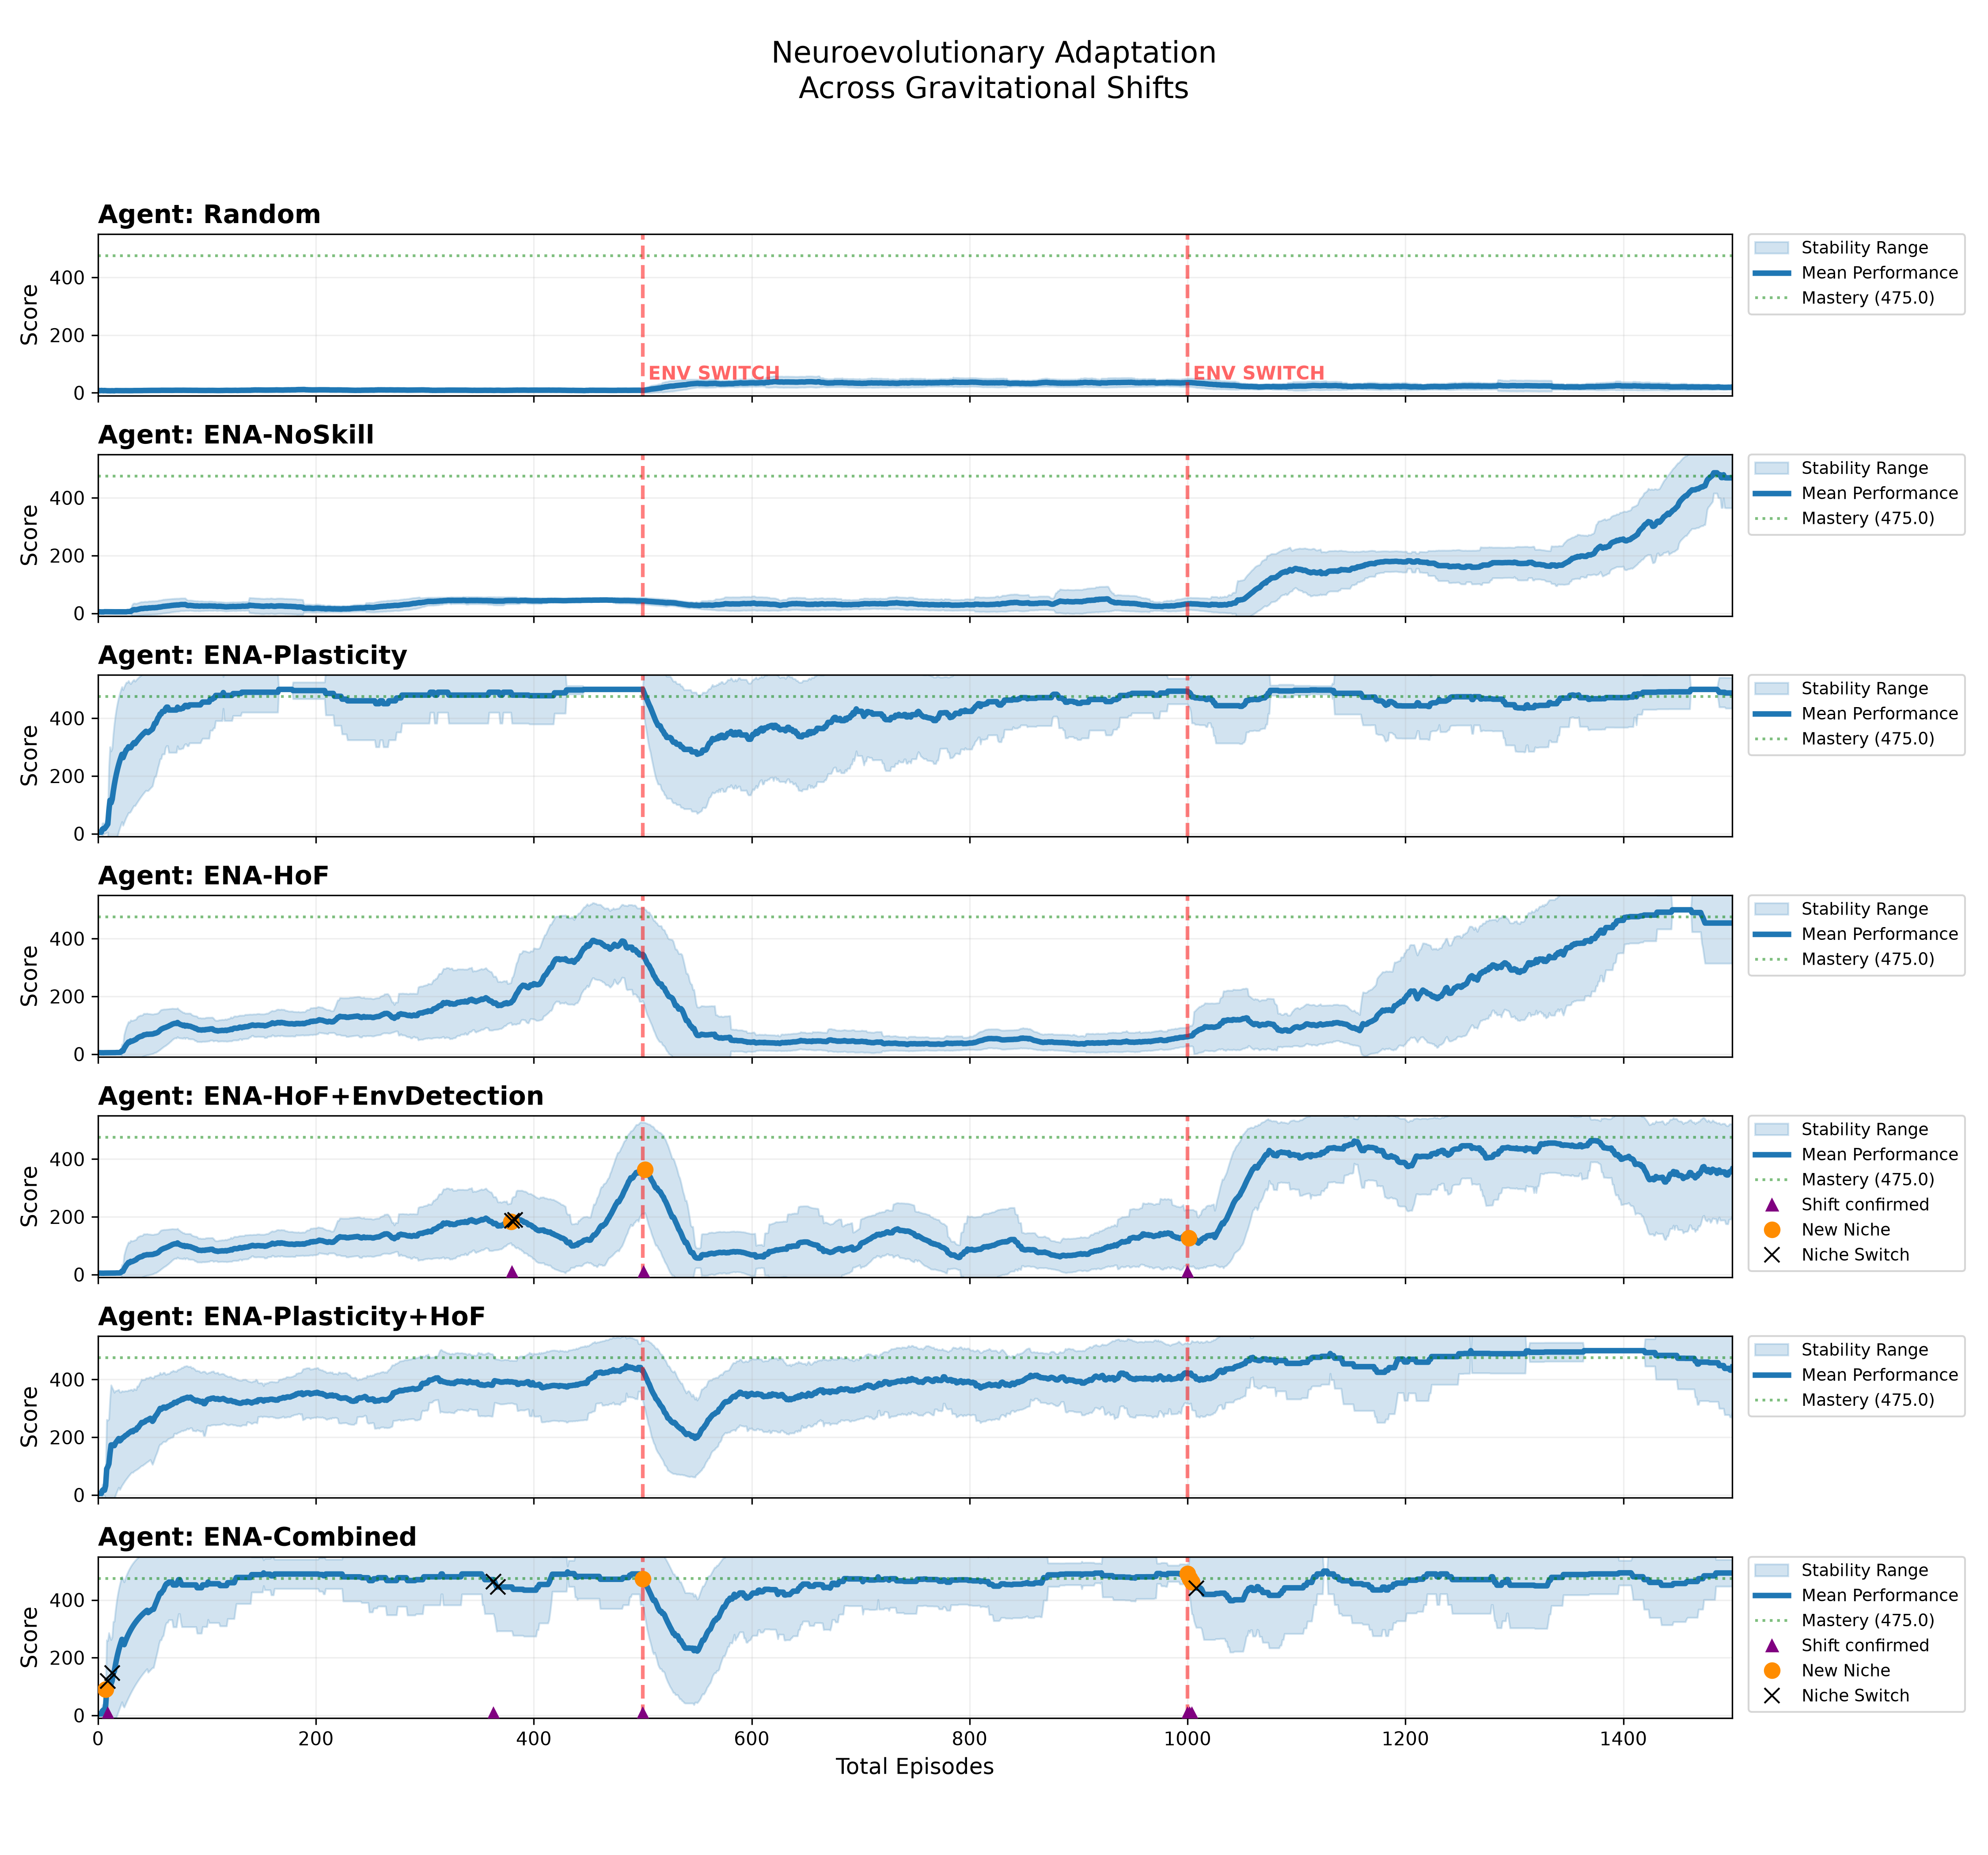 Neuroevolutionary Adaptation
Across Gravitational Shifts
Agent: Random
Score
400
200
0
ENV SWITCH
ENV SWITCH
Stability Range
Mean Performance
Mastery (475.0)
Agent: ENA-NoSkill
Score
400
200
0
Stability Range
Mean Performance
Mastery (475.0)
Agent: ENA-Plasticity
Score
400
200
0
Stability Range
Mean Performance
Mastery (475.0)
Agent: ENA-HoF
Score
400
200
0
Stability Range
Mean Performance
Mastery (475.0)
Agent: ENA-HoF+EnvDetection
Score
400
200
0
Stability Range
Mean Performance
Mastery (475.0)
Shift confirmed
New Niche
Niche Switch
Agent: ENA-Plasticity+HoF
Score
400
200
0
Stability Range
Mean Performance
Mastery (475.0)
Agent: ENA-Combined
Score
400
200
0
Stability Range
Mean Performance
Mastery (475.0)
Shift confirmed
New Niche
Niche Switch
0 200 400 600 800 1000 1200 1400
Total Episodes